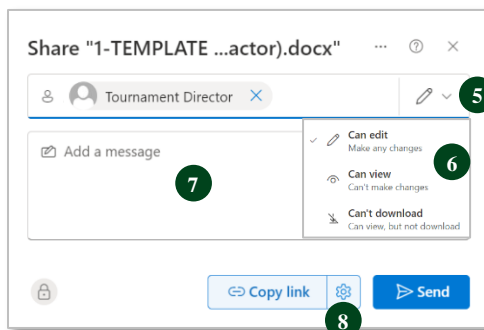 Share "1-TEMPLATE ...actor).docx"
Tournament Director
5
Can edit
Make any changes
6
Add a message
Can view
Can't make changes
7
Can't download
Can view, but not download
Copy link
Send
8